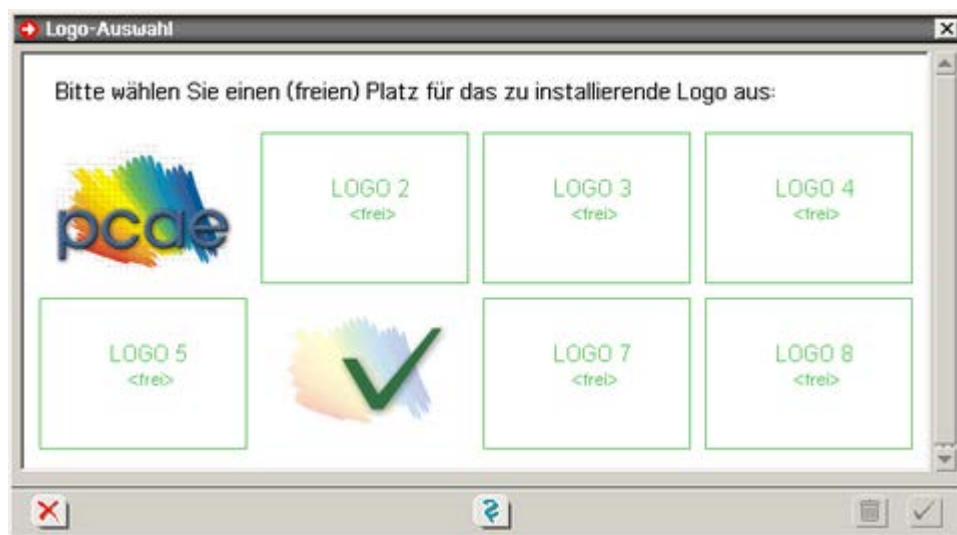 Logo-Auswahl
Bitte wählen Sie einen (freien) Platz für das zu installierende Logo aus:
pcae
LOGO 2
<frei>
LOGO 3
<frei>
LOGO 4
<frei>
LOGO 5
<frei>
LOGO 7
<frei>
LOGO 8
<frei>